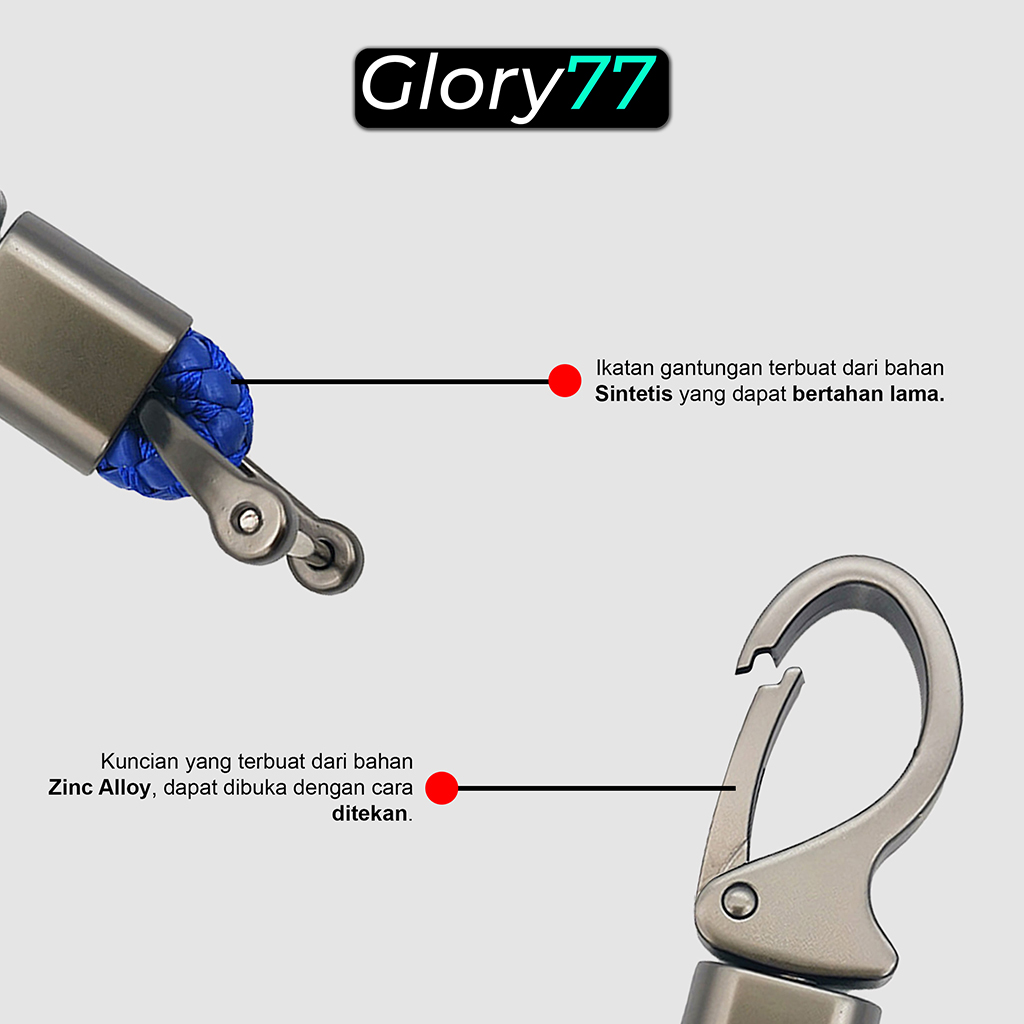 Glory77
Ikatan gantungan terbuat dari bahan
Sintetis yang dapat bertahan lama.
Kuncian yang terbuat dari bahan
Zinc Alloy, dapat dibuka dengan cara
ditekan.